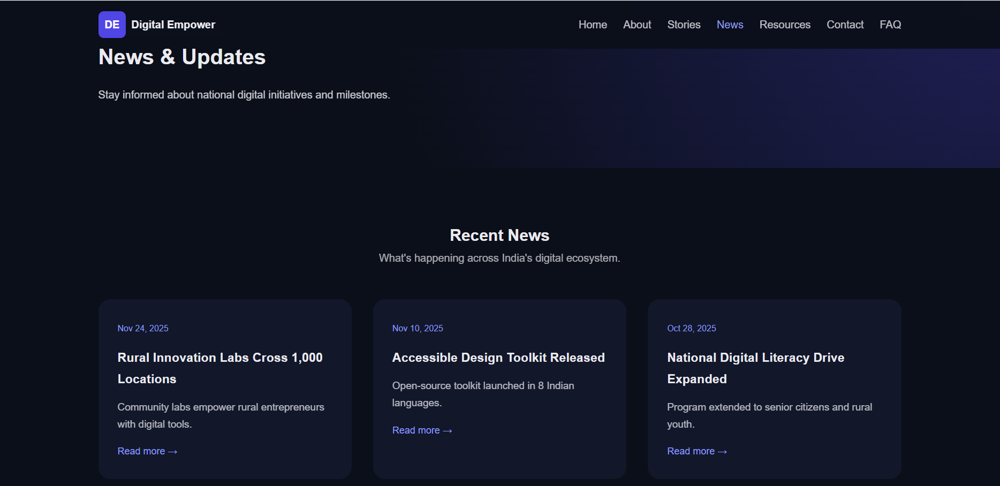 DE Digital Empower Home About Stories News Resources Contact FAQ
News & Updates
Stay informed about national digital initiatives and milestones.
Recent News
What's happening across India's digital ecosystem.
Nov 24, 2025
Rural Innovation Labs Cross 1,000
Locations
Community labs empower rural entrepreneurs
with digital tools.
Read more →
Nov 10, 2025
Accessible Design Toolkit Released
Open-source toolkit launched in 8 Indian
languages.
Read more →
Oct 28, 2025
National Digital Literacy Drive
Expanded
Program extended to senior citizens and rural
youth.
Read more →